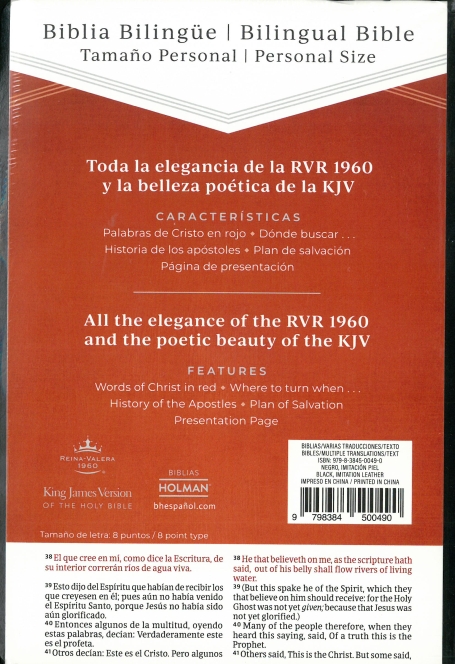 Biblia Bilingüe | Bilingual Bible
Tamaño Personal | Personal Size
Toda la elegancia de la RVR 1960
y la belleza poética de la KJV
CARACTERÍSTICAS
Palabras de Cristo en rojo • Dónde buscar . . .
Historia de los apóstoles • Plan de salvación
Página de presentación
All the elegance of the RVR 1960
and the poetic beauty of the KJV
FEATURES
Words of Christ in red • Where to turn when . . .
History of the Apostles • Plan of Salvation
Presentation Page
REINA-VALERA
1960
King James Version
OF THE HOLY BIBLE
BIBLIAS
HOLMAN
bhespañol.com
BIBLIAS/VARIAS TRADUCCIONES/TEXTO
BIBLES/MULTIPLE TRANSLATIONS/TEXT
ISBN: 979-8-3845-0049-0
NEGRO, IMITACIÓN PIEL
BLACK, IMITATION LEATHER
IMPRESO EN CHINA / PRINTED IN CHINA
9 798384 500490
Tamaño de letra: 8 puntos / 8 point type
38 El que cree en mí, como dice la Escritura, de
su interior correrán ríos de agua viva.
39 Esto dijo del Espíritu que habían de recibir los
que creyesen en él; pues aún no había venido
el Espíritu Santo, porque Jesús no había sido
aún glorificado.
40 Entonces algunos de la multitud, oyendo
estas palabras, decían: Verdaderamente este
es el profeta.
41 Otros decían: Este es el Cristo. Pero algunos
38 He that believeth on me, as the scripture hath
said, out of his belly shall flow rivers of living
water.
39 (But this spake he of the Spirit, which they
that believe on him should receive: for the Holy
Ghost was not yet given; because that Jesus was
not yet glorified.)
40 Many of the people therefore, when they
heard this saying, said, Of a truth this is the
Prophet.
41 Others said, This is the Christ. But some said,